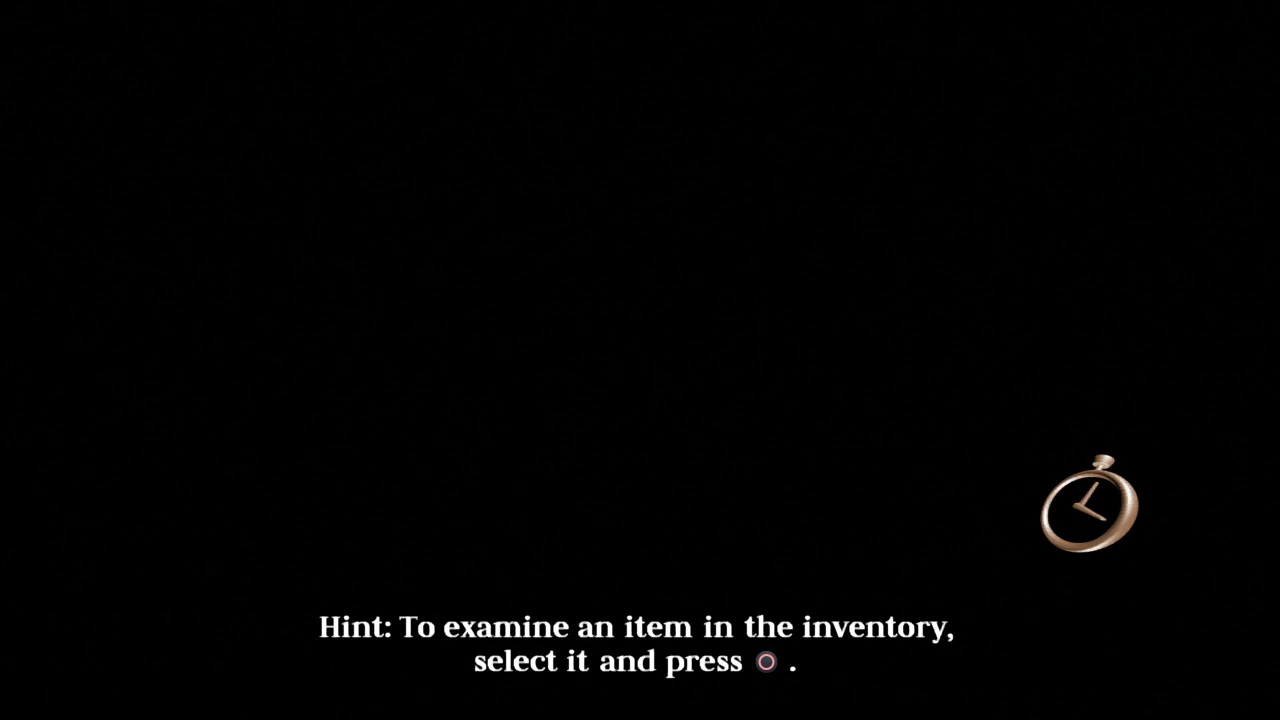 Hint: To examine an item in the inventory,
select it and press ⭘ .